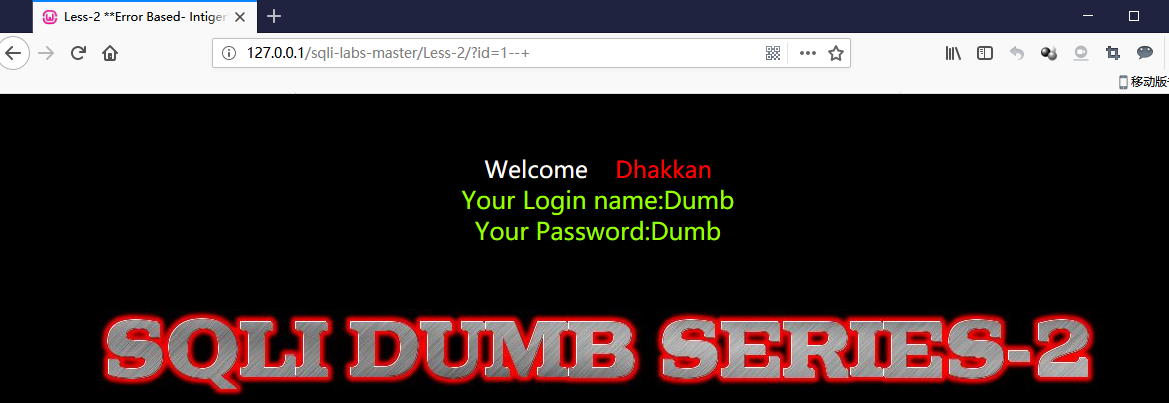 Less-2 **Error Based- Intiger
127.0.0.1/sqli-labs-master/Less-2/?id=1--+
移动版
Welcome Dhakkan
Your Login name:Dumb
Your Password:Dumb
SQLI DUMB SERIES-2